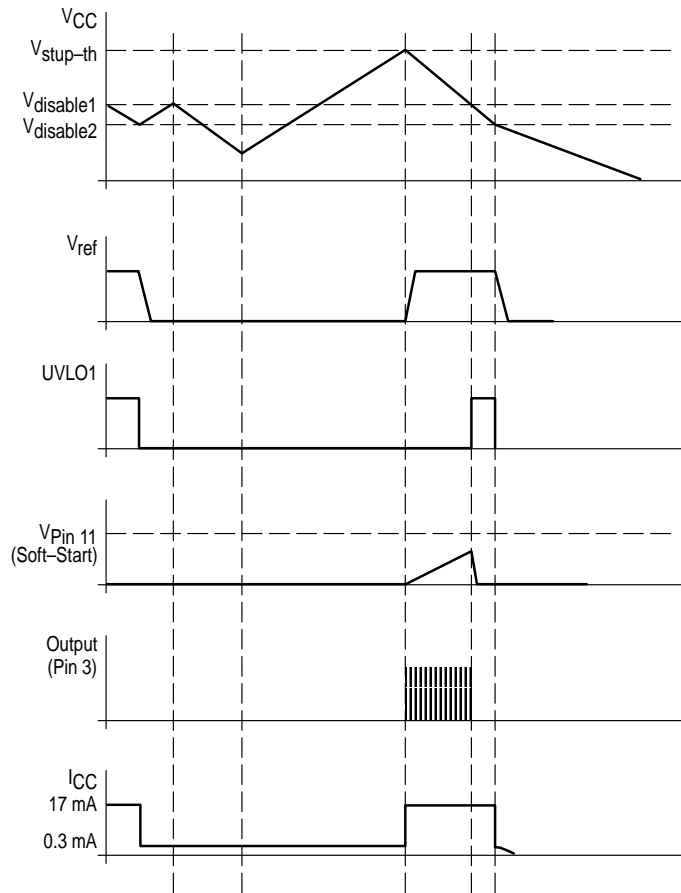 VCC
Vstup–th
Vdisable1
Vdisable2
Vref
UVLO1
VPin 11
(Soft–Start)
Output
(Pin 3)
ICC
17 mA
0.3 mA